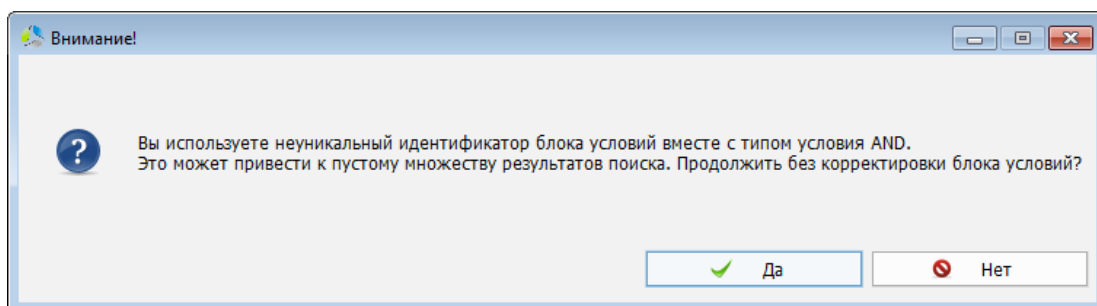 Внимание!
Вы используете неуникальный идентификатор блока условий вместе с типом условия AND.
Это может привести к пустому множеству результатов поиска. Продолжить без корректировки блока условий?
Да
Нет